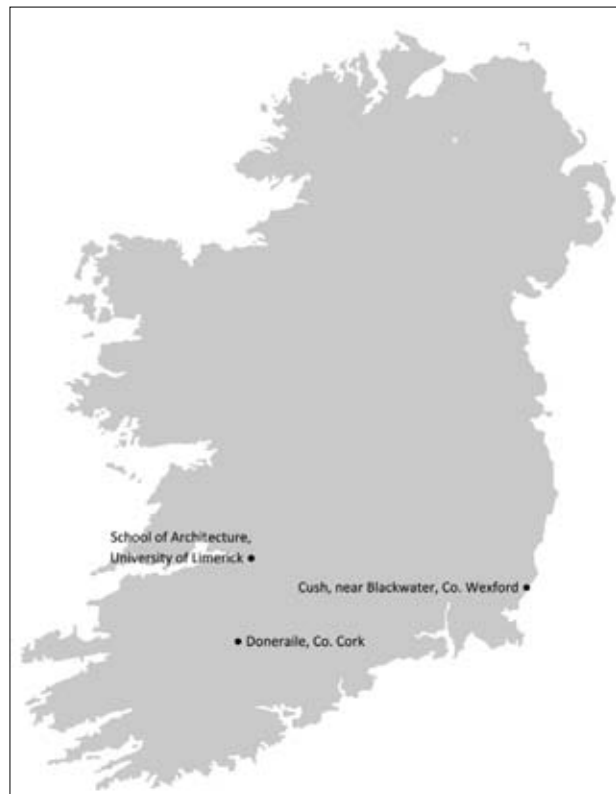 School of Architecture,
University of Limerick
Cush, near Blackwater, Co. Wexford
Doneraile, Co. Cork